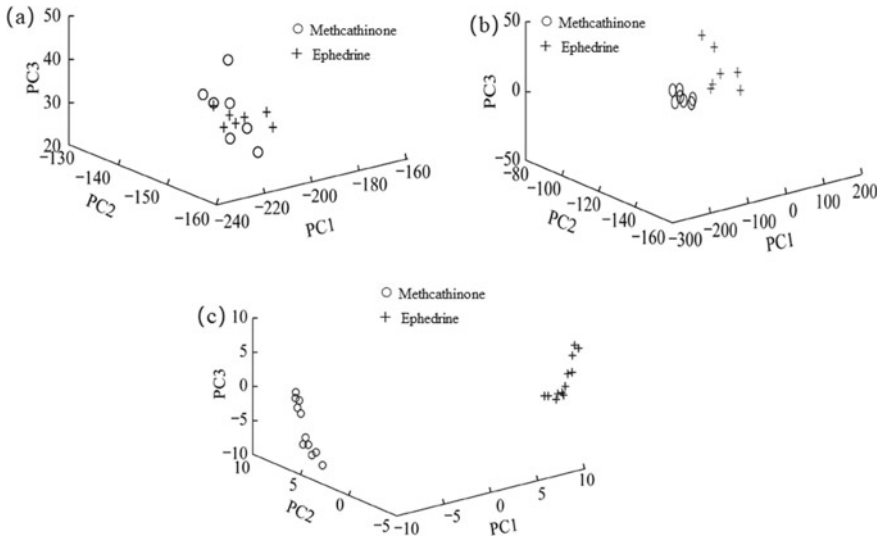 (a)
○ Methcathinone
+ Ephedrine
PC3
50
40
30
20
−130
−140
−150
−160
PC2
−240
−220
−200
−180
−160
PC1
(b)
○ Methcathinone
+ Ephedrine
PC3
50
0
−50
−80
−100
−120
−140
−160
PC2
−300
−200
−100
0
100
200
PC1
(c)
○ Methcathinone
+ Ephedrine
PC3
10
5
0
−5
−10
10
5
0
−5
PC2
−10
−5
0
5
10
PC1